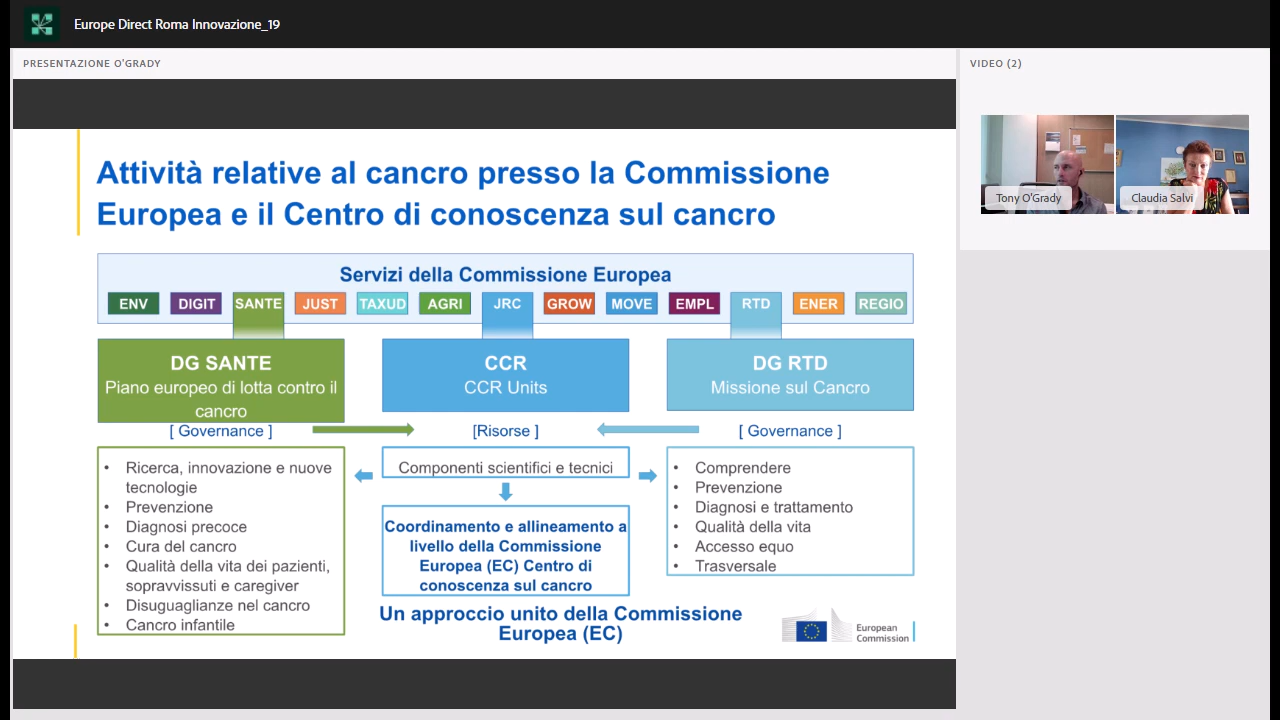 Europe Direct Roma Innovazione_19
PRESENTAZIONE O'GRADY
VIDEO (2)
Attività relative al cancro presso la Commissione
Europea e il Centro di conoscenza sul cancro
Servizi della Commissione Europea
ENV DIGIT SANTE JUST TAXUD AGRI JRC GROW MOVE EMPL RTD ENER REGIO
DG SANTE
Piano europeo di lotta contro il
cancro
CCR
CCR Units
DG RTD
Missione sul Cancro
[ Governance ]
[Risorse ]
[ Governance ]
• Ricerca, innovazione e nuove
tecnologie
• Prevenzione
• Diagnosi precoce
• Cura del cancro
• Qualità della vita dei pazienti,
sopravvissuti e caregiver
• Disuguaglianze nel cancro
• Cancro infantile
Componenti scientifici e tecnici
Coordinamento e allineamento a
livello della Commissione
Europea (EC) Centro di
conoscenza sul cancro
• Comprendere
• Prevenzione
• Diagnosi e trattamento
• Qualità della vita
• Accesso equo
• Trasversale
Un approccio unito della Commissione
Europea (EC)
European
Commission
Tony O'Grady
Claudia Salvi